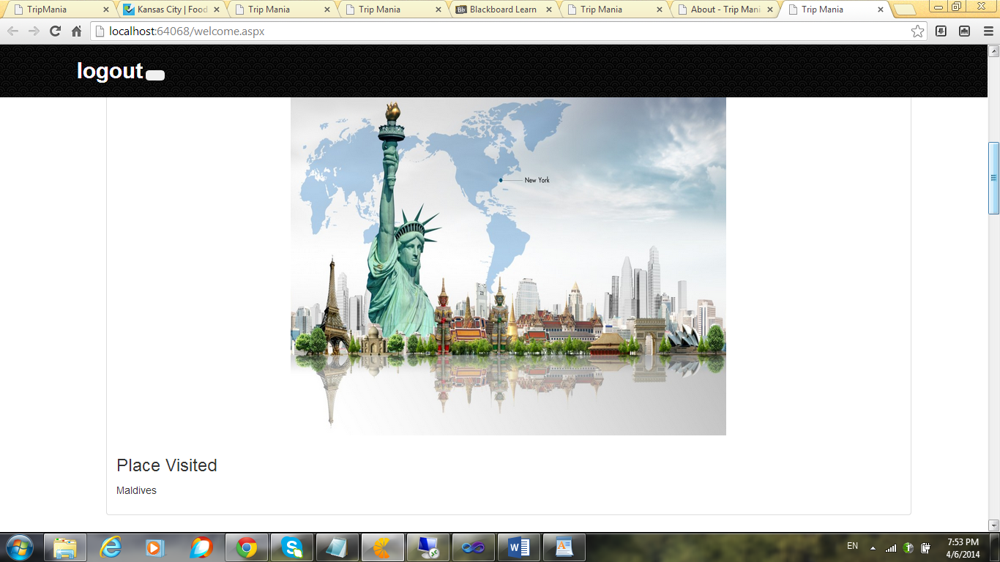 TripMania
Kansas City | Food
Trip Mania
Trip Mania
Bb
Blackboard Learn
Trip Mania
About - Trip Mani
Trip Mania
localhost:64068/welcome.aspx
logout
New York
Place Visited
Maldives
EN
7:53 PM
4/6/2014